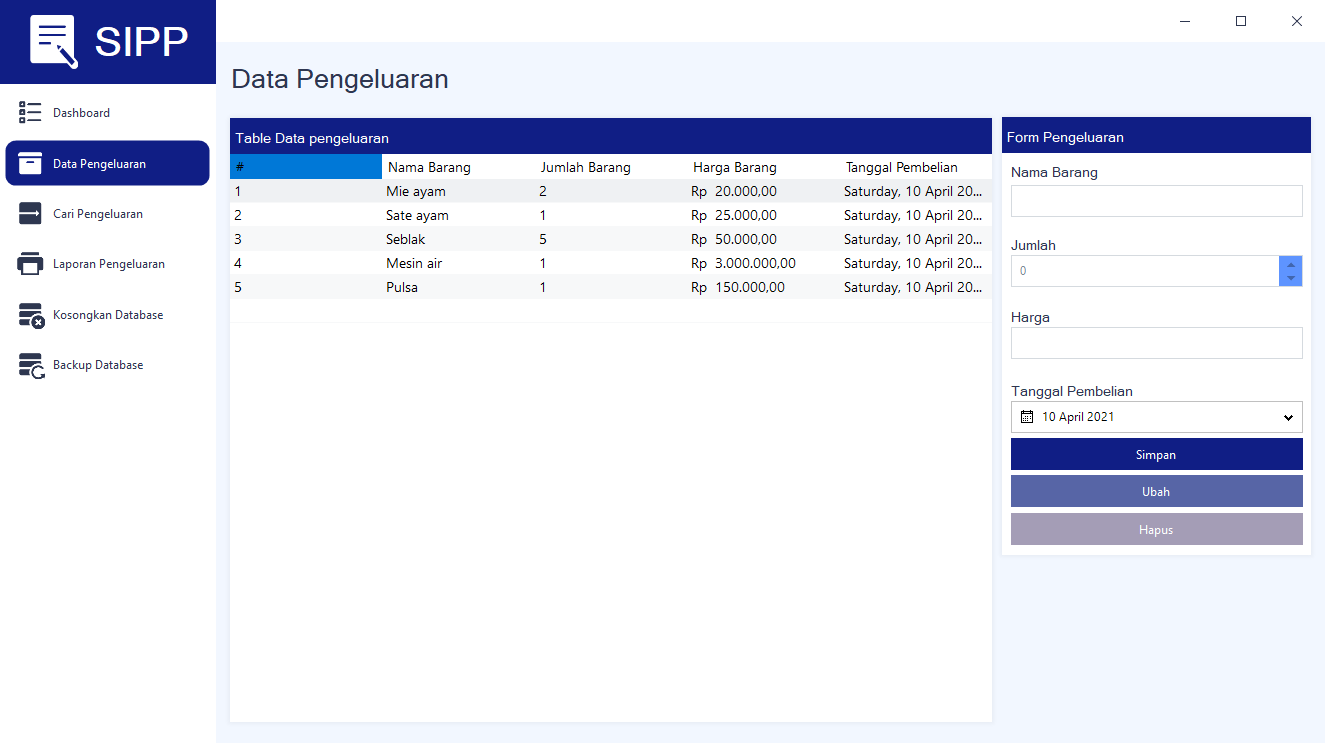 SIPP
Dashboard
Data Pengeluaran
Cari Pengeluaran
Laporan Pengeluaran
Kosongkan Database
Backup Database
Data Pengeluaran
Table Data pengeluaran
# Nama Barang Jumlah Barang Harga Barang Tanggal Pembelian
1 Mie ayam 2 Rp 20.000,00 Saturday, 10 April 20...
2 Sate ayam 1 Rp 25.000,00 Saturday, 10 April 20...
3 Seblak 5 Rp 50.000,00 Saturday, 10 April 20...
4 Mesin air 1 Rp 3.000.000,00 Saturday, 10 April 20...
5 Pulsa 1 Rp 150.000,00 Saturday, 10 April 20...
Form Pengeluaran
Nama Barang
Jumlah
0
Harga
Tanggal Pembelian
10 April 2021
Simpan
Ubah
Hapus